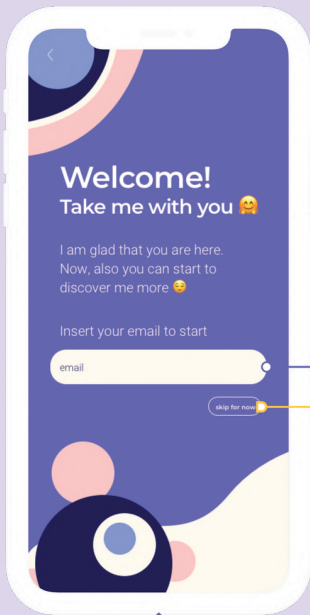 Welcome!
Take me with you 🤗
I am glad that you are here.
Now, also you can start to
discover me more 😌
Insert your email to start
email
skip for now